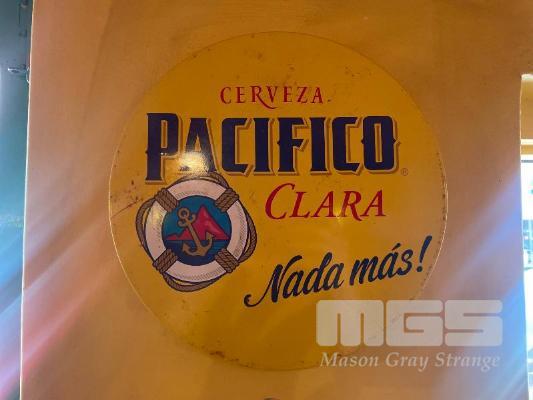 CERVEZA
PACIFICO®
CLARA
Nada más!
MGS
Mason Gray Strange